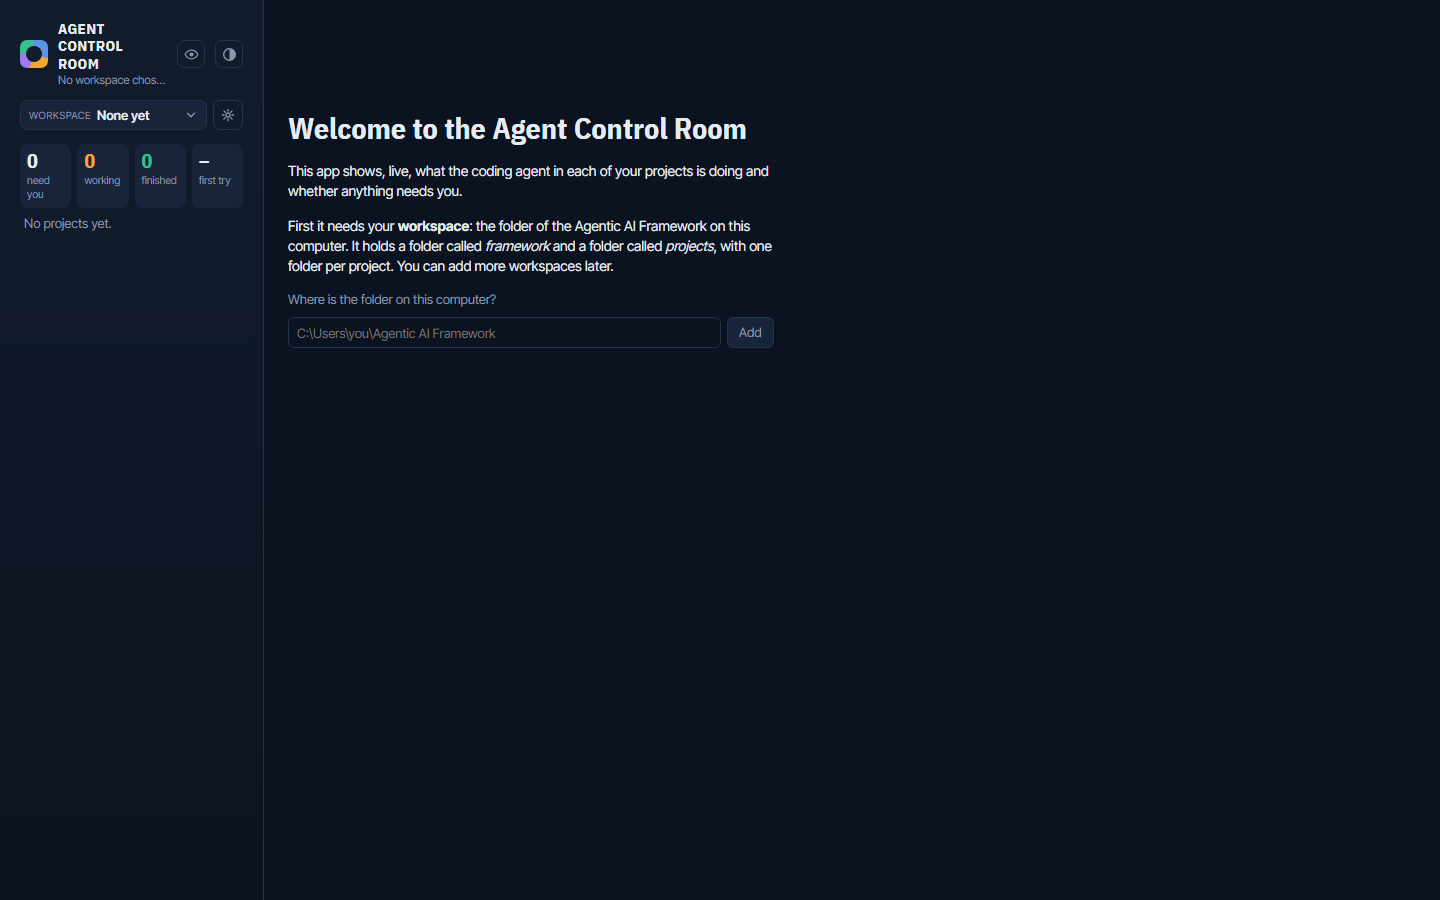 AGENT
CONTROL
ROOM
No workspace chos...
WORKSPACE None yet
0 need you
0 working
0 finished
– first try
No projects yet.
Welcome to the Agent Control Room
This app shows, live, what the coding agent in each of your projects is doing and
whether anything needs you.
First it needs your workspace: the folder of the Agentic AI Framework on this
computer. It holds a folder called framework and a folder called projects, with one
folder per project. You can add more workspaces later.
Where is the folder on this computer?
C:\Users\you\Agentic AI Framework
Add